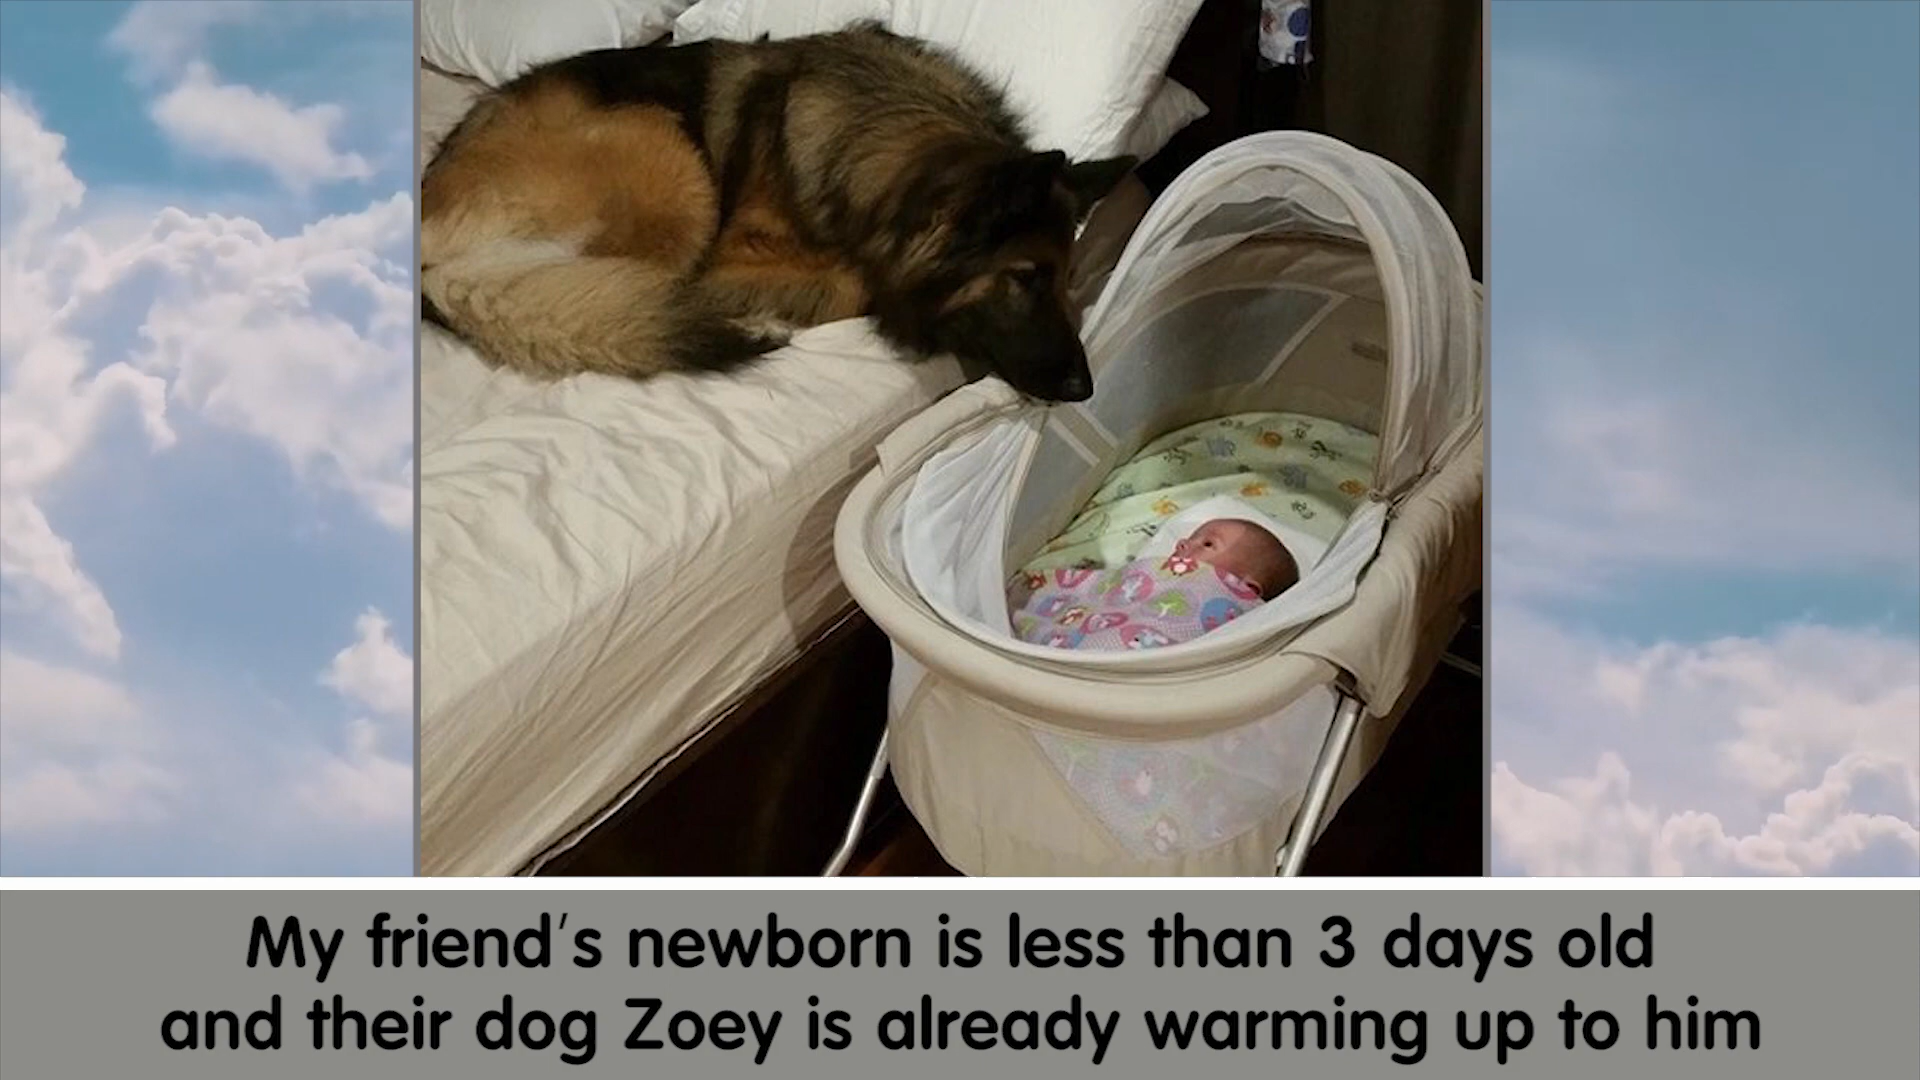 My friend's newborn is less than 3 days old
and their dog Zoey is already warming up to him